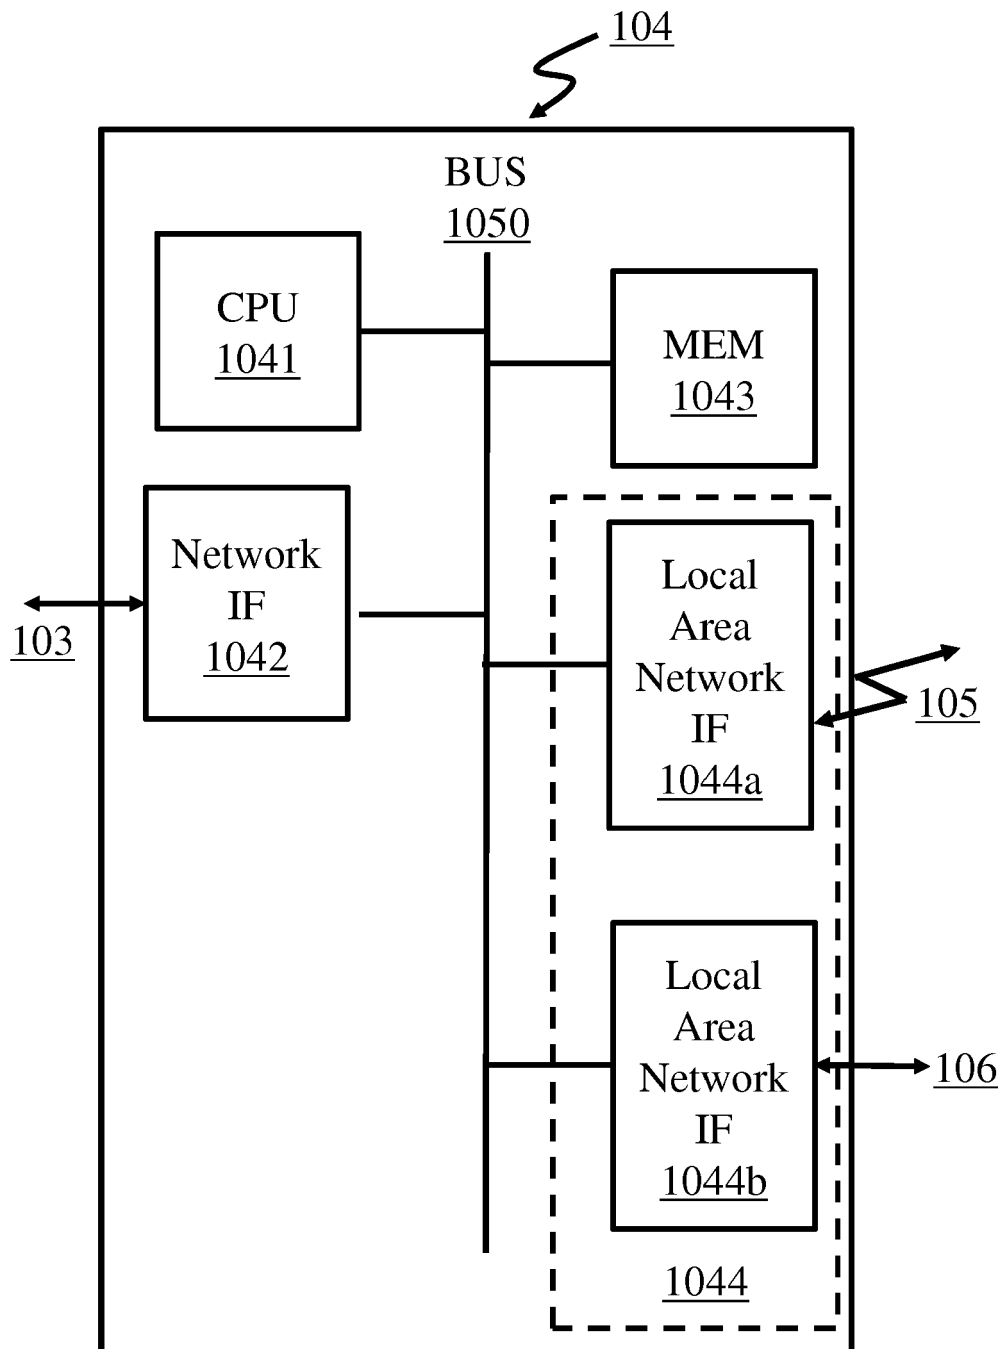 104
BUS
1050
CPU
1041
MEM
1043
Network
IF
1042
103
Local
Area
Network
IF
1044a
105
Local
Area
Network
IF
1044b
106
1044